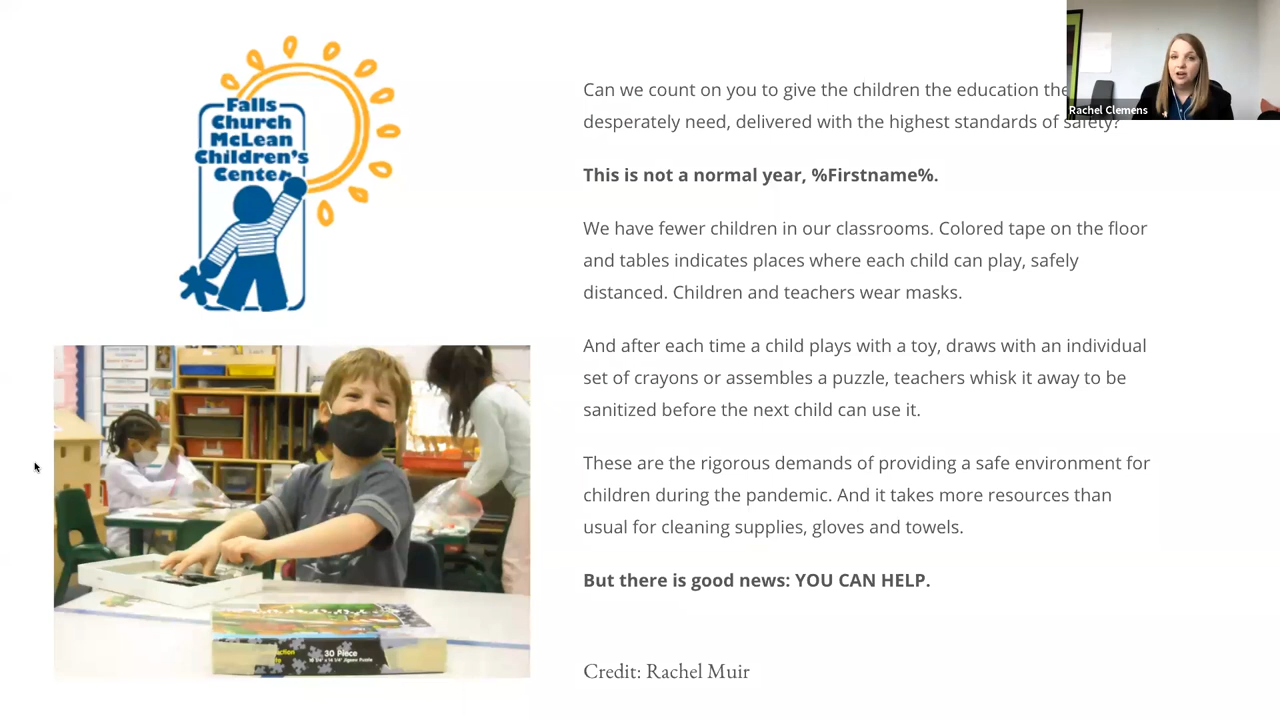 Falls
Church
McLean
Children's
Center
Can we count on you to give the children the education the
desperately need, delivered with the highest standards of safety?
Rachel Clemens
This is not a normal year, %Firstname%.
We have fewer children in our classrooms. Colored tape on the floor
and tables indicates places where each child can play, safely
distanced. Children and teachers wear masks.
And after each time a child plays with a toy, draws with an individual
set of crayons or assembles a puzzle, teachers whisk it away to be
sanitized before the next child can use it.
These are the rigorous demands of providing a safe environment for
children during the pandemic. And it takes more resources than
usual for cleaning supplies, gloves and towels.
But there is good news: YOU CAN HELP.
30 Piece
Credit: Rachel Muir